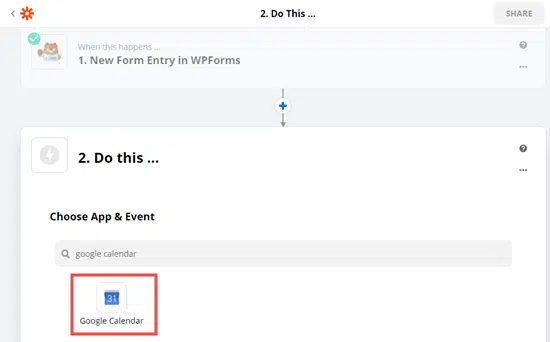 2. Do This ...
SHARE
When this happens ...
1. New Form Entry in WPForms
2. Do this ...
Choose App & Event
google calendar
31
Google Calendar